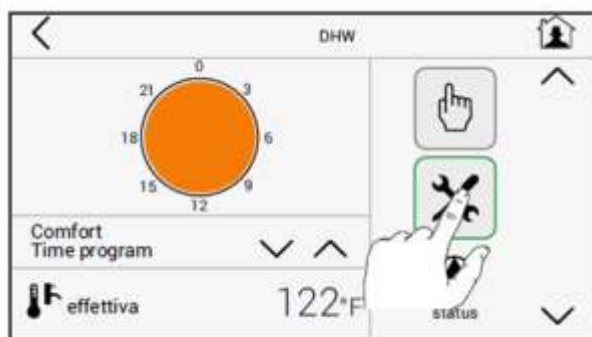 DHW
0
21 3
18 6
15 9
12
Comfort
Time program
effettiva 122°F
status